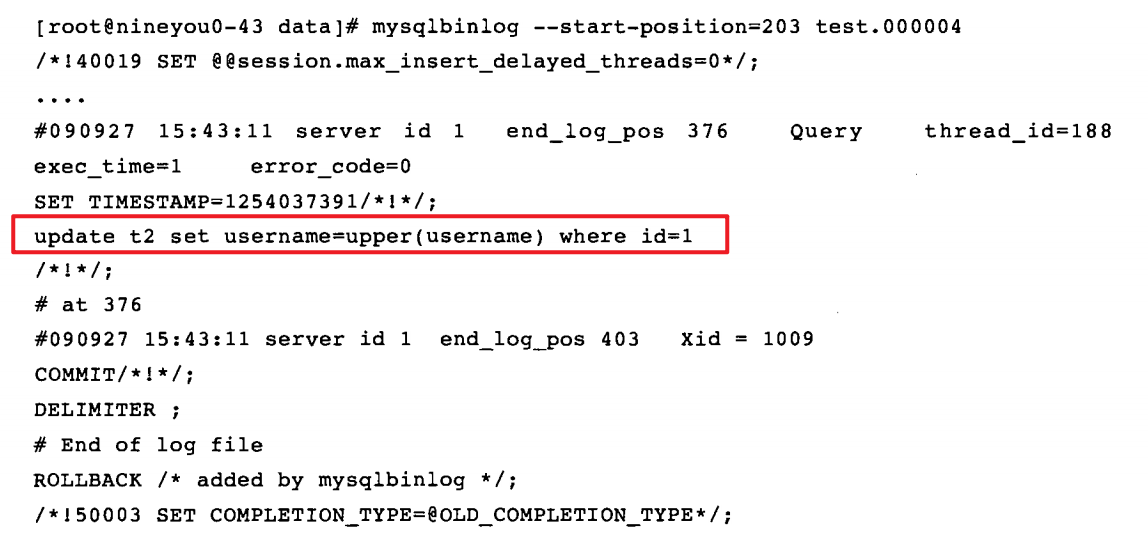 [root@nineyou0-43 data]# mysqlbinlog --start-position=203 test.000004
/*!40019 SET @@session.max_insert_delayed_threads=0*/;
....
#090927 15:43:11 server id 1 end_log_pos 376 Query thread_id=188
exec_time=1 error_code=0
SET TIMESTAMP=1254037391/*!*/;
update t2 set username=upper(username) where id=1
/*!*/;
# at 376
#090927 15:43:11 server id 1 end_log_pos 403 Xid = 1009
COMMIT/*!*/;
DELIMITER ;
# End of log file
ROLLBACK /* added by mysqlbinlog */;
/*!50003 SET COMPLETION_TYPE=@OLD_COMPLETION_TYPE*/;